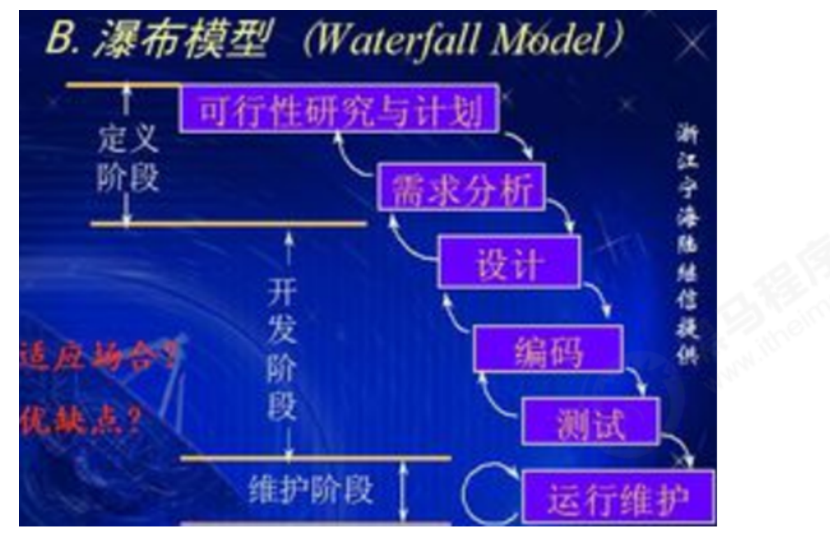 B. 瀑布模型 (Waterfall Model)
可行性研究与计划
定义
阶段
需求分析
设计
开发阶段
编码
适应场合?
优缺点?
测试
维护阶段
运行维护
浙江宁海陆继信提供
马程序
www.itheim